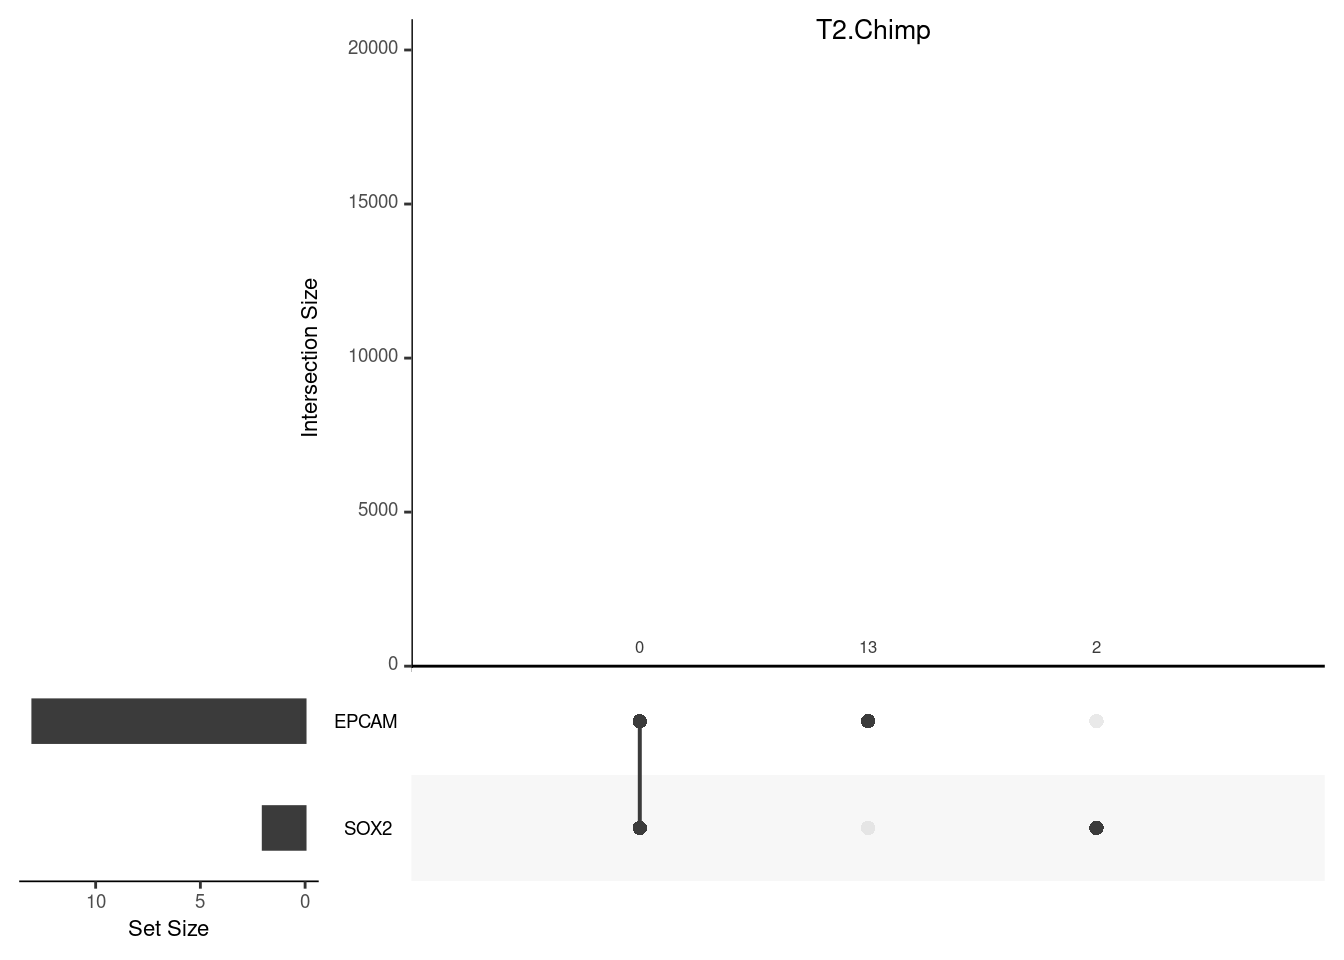 T2.Chimp
20000
15000
10000
5000
0
Intersection Size
0 13 2
EPCAM
SOX2
10 5 0
Set Size